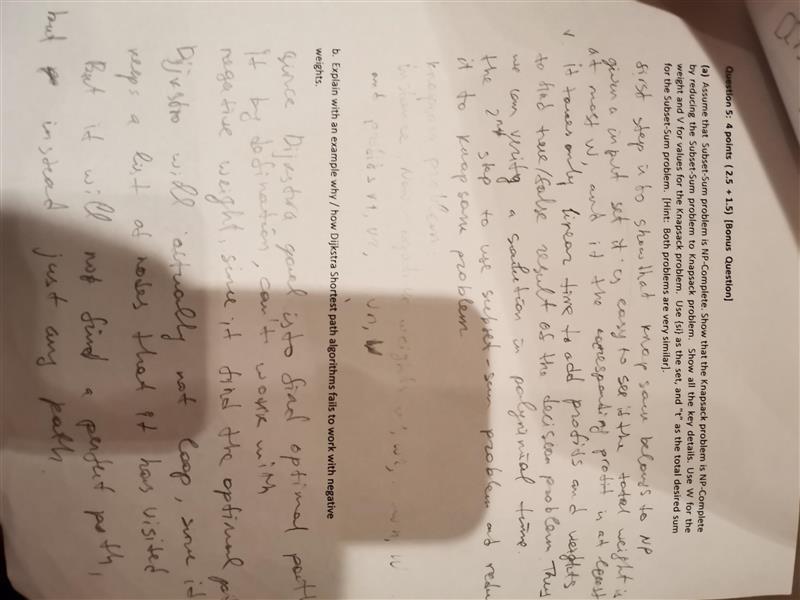 Question 5: 4 points ( 2.5 + 1.5) [Bonus Question]
(a) Assume that Subset-Sum problem is NP-Complete. Show that the Knapsack problem is NP-Complete
by reducing the Subset-Sum problem to Knapsack problem. Show all the key details. Use W for the
weight and V for values for the Knapsack problem. Use {si} as the set, and "t" as the total desired sum
for the Subset-Sum problem. [Hint: Both problems are very similar].
first step is to show that knap sack belongs to NP
given a input set it is easy to see if the total weight is
at most W, and if the corresponding profit is at least
v. it takes only linear time to add profits and weights
to find true/false result of the decision problem Thus
we can verify a solution in polynimial time.
the 2nd step to use subset-sum problem and redu
it to knapsack problem
knapsack problem:
instance: Non-negative weights w1, w2, wn, W
and profits v1, v2, vn, V
b. Explain with an example why / how Dijkstra Shortest path algorithms fails to work with negative
weights.
since Dijkstra goal is to find optimal path
it by defination, can't work with
negative weight, since it find the optimal pa
Dijkstra will actually not loop, since it
keeps a list of nodes that it has visited
But it will not find a perfect path,
but instead just any path